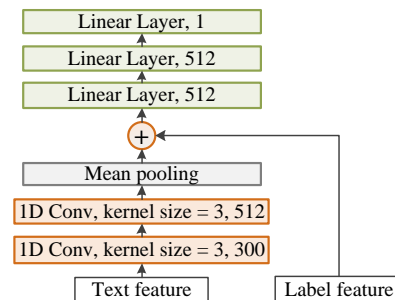 Linear Layer, 1
Linear Layer, 512
Linear Layer, 512
+
Mean pooling
1D Conv, kernel size = 3, 512
1D Conv, kernel size = 3, 300
Text feature
Label feature